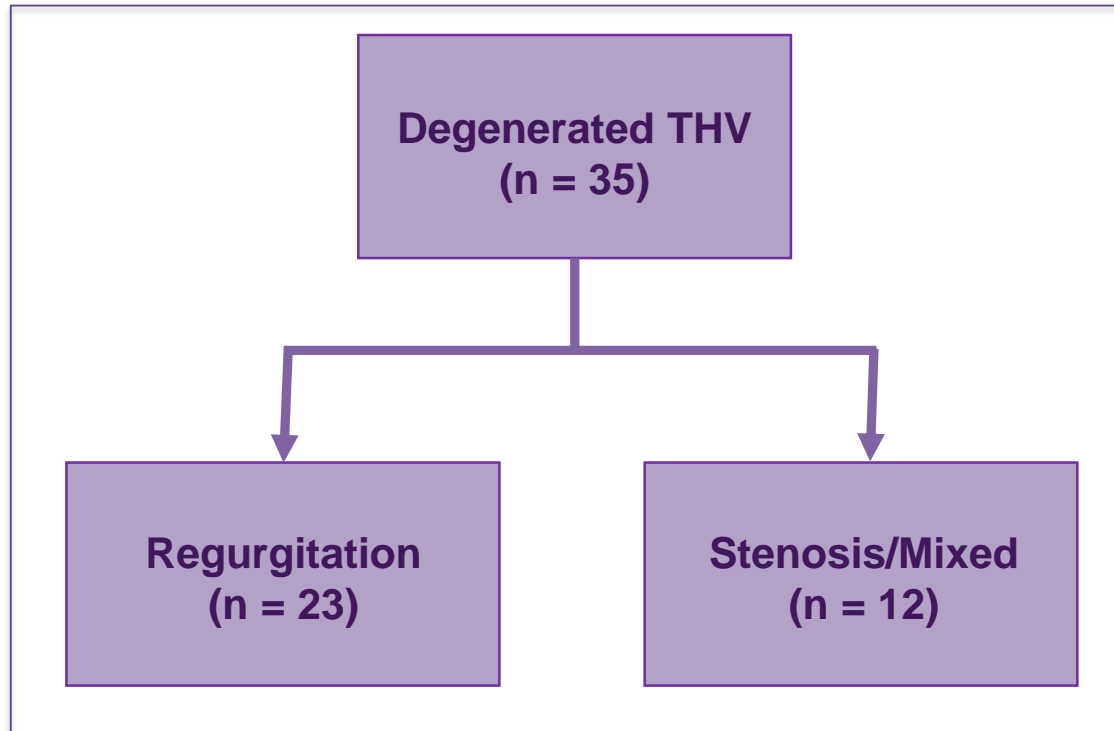 Degenerated THV
(n = 35)
Regurgitation
(n = 23)
Stenosis/Mixed
(n = 12)